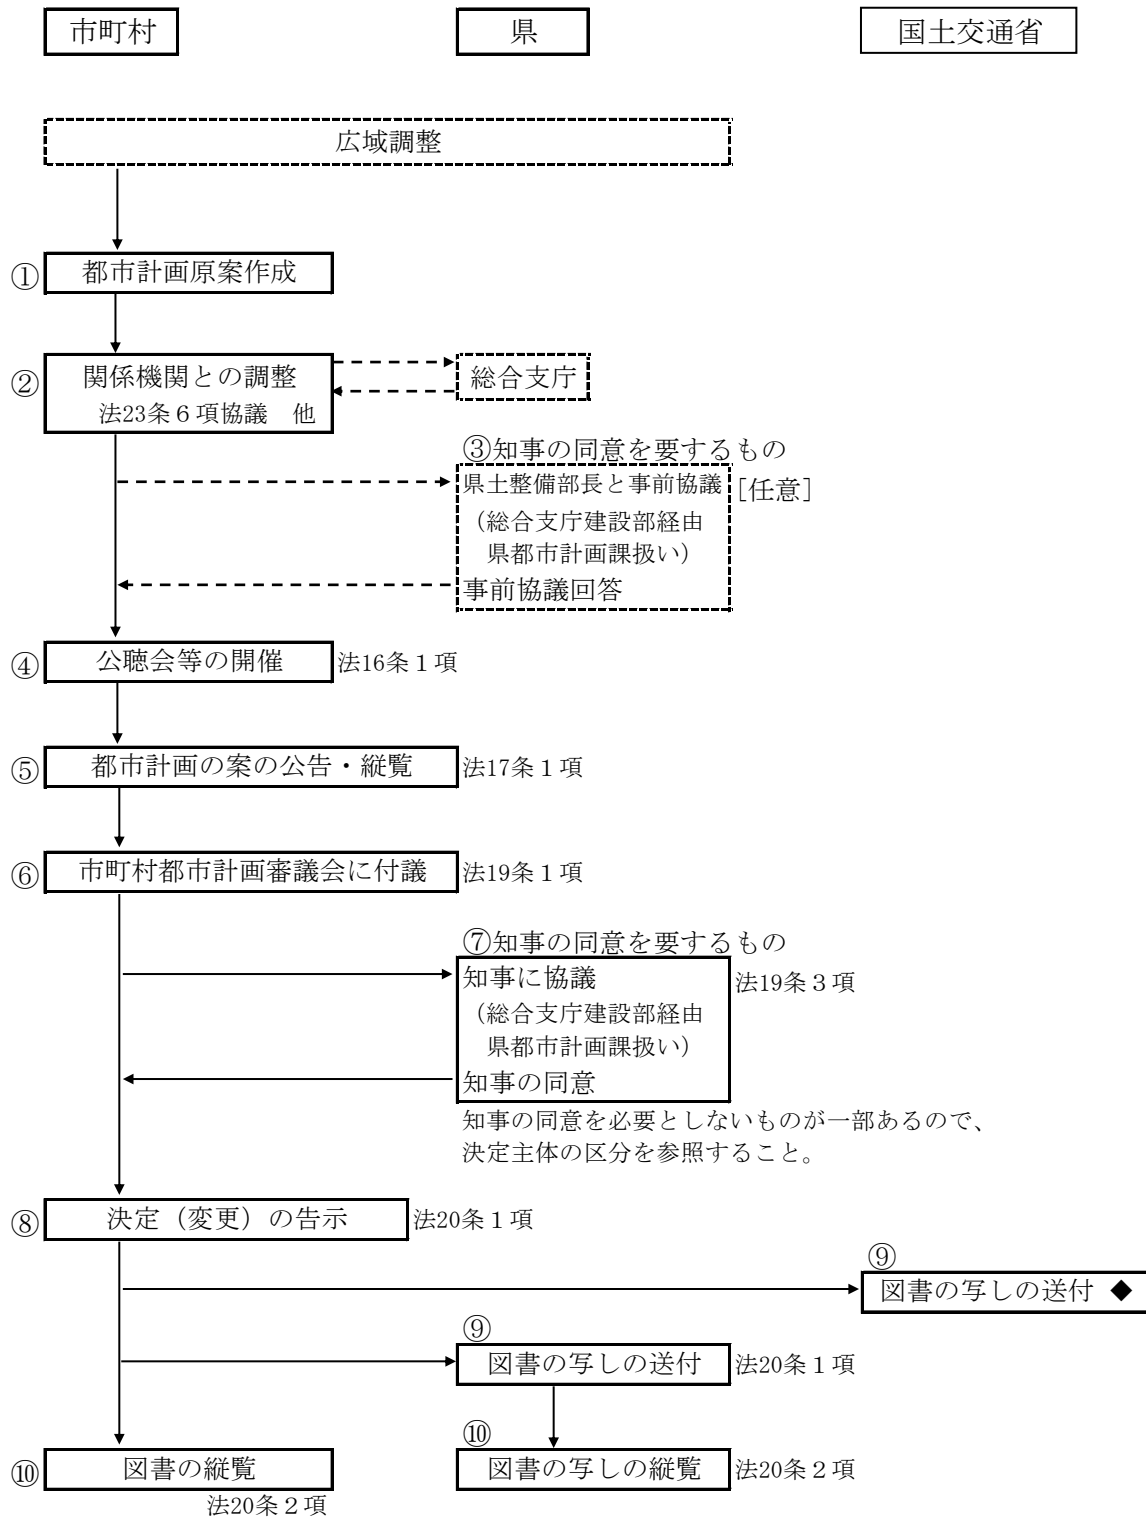 市町村
県
国土交通省
広域調整
①
都市計画原案作成
②
関係機関との調整
法23条６項協議　他
総合支庁
③知事の同意を要するもの
県土整備部長と事前協議
［任意］
（総合支庁建設部経由
県都市計画課扱い）
事前協議回答
④
公聴会等の開催
法16条１項
⑤
都市計画の案の公告・縦覧
法17条１項
⑥
市町村都市計画審議会に付議
法19条１項
⑦知事の同意を要するもの
知事に協議
法19条３項
（総合支庁建設部経由
県都市計画課扱い）
知事の同意
知事の同意を必要としないものが一部あるので、
決定主体の区分を参照すること。
⑧
決定（変更）の告示
法20条１項
⑨
図書の写しの送付 ◆
⑨
図書の写しの送付
法20条１項
⑩
図書の縦覧
法20条２項
⑩
図書の写しの縦覧
法20条２項